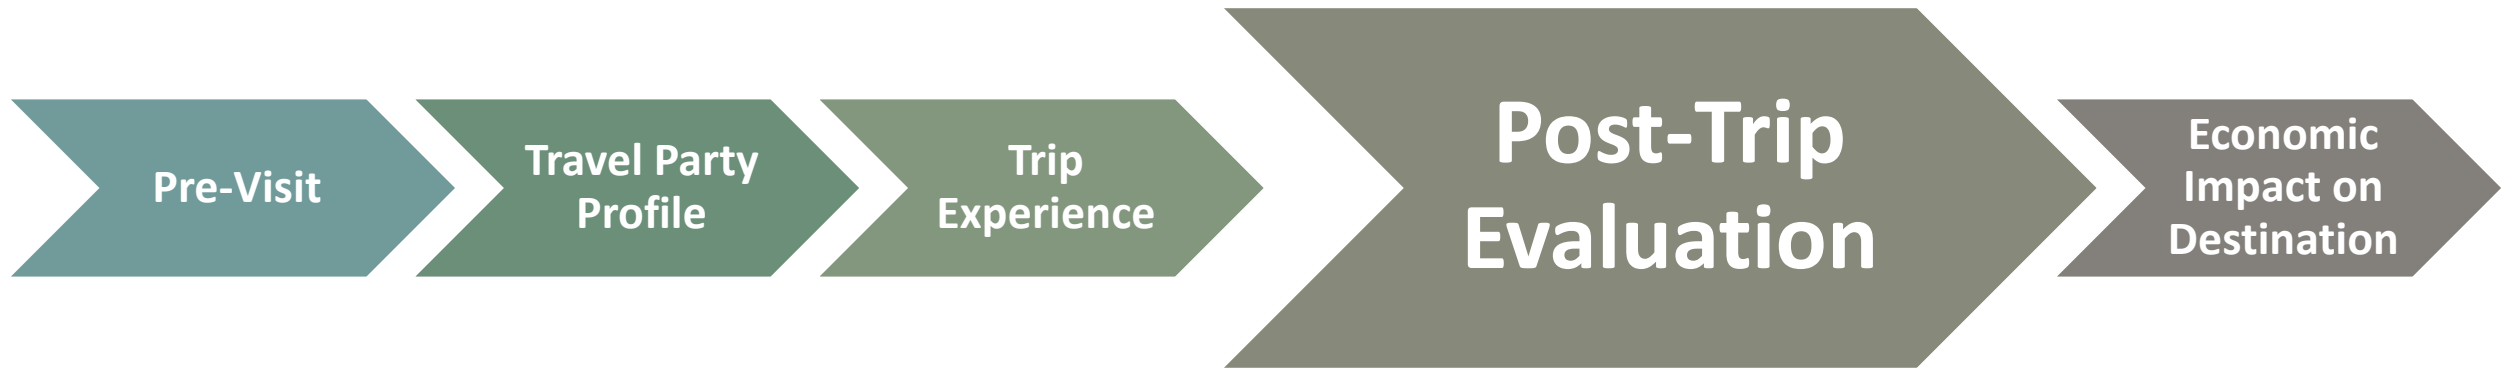 Pre-Visit
Travel Party
Profile
Trip
Experience
Post-Trip
Evaluation
Economic
Impact on
Destination